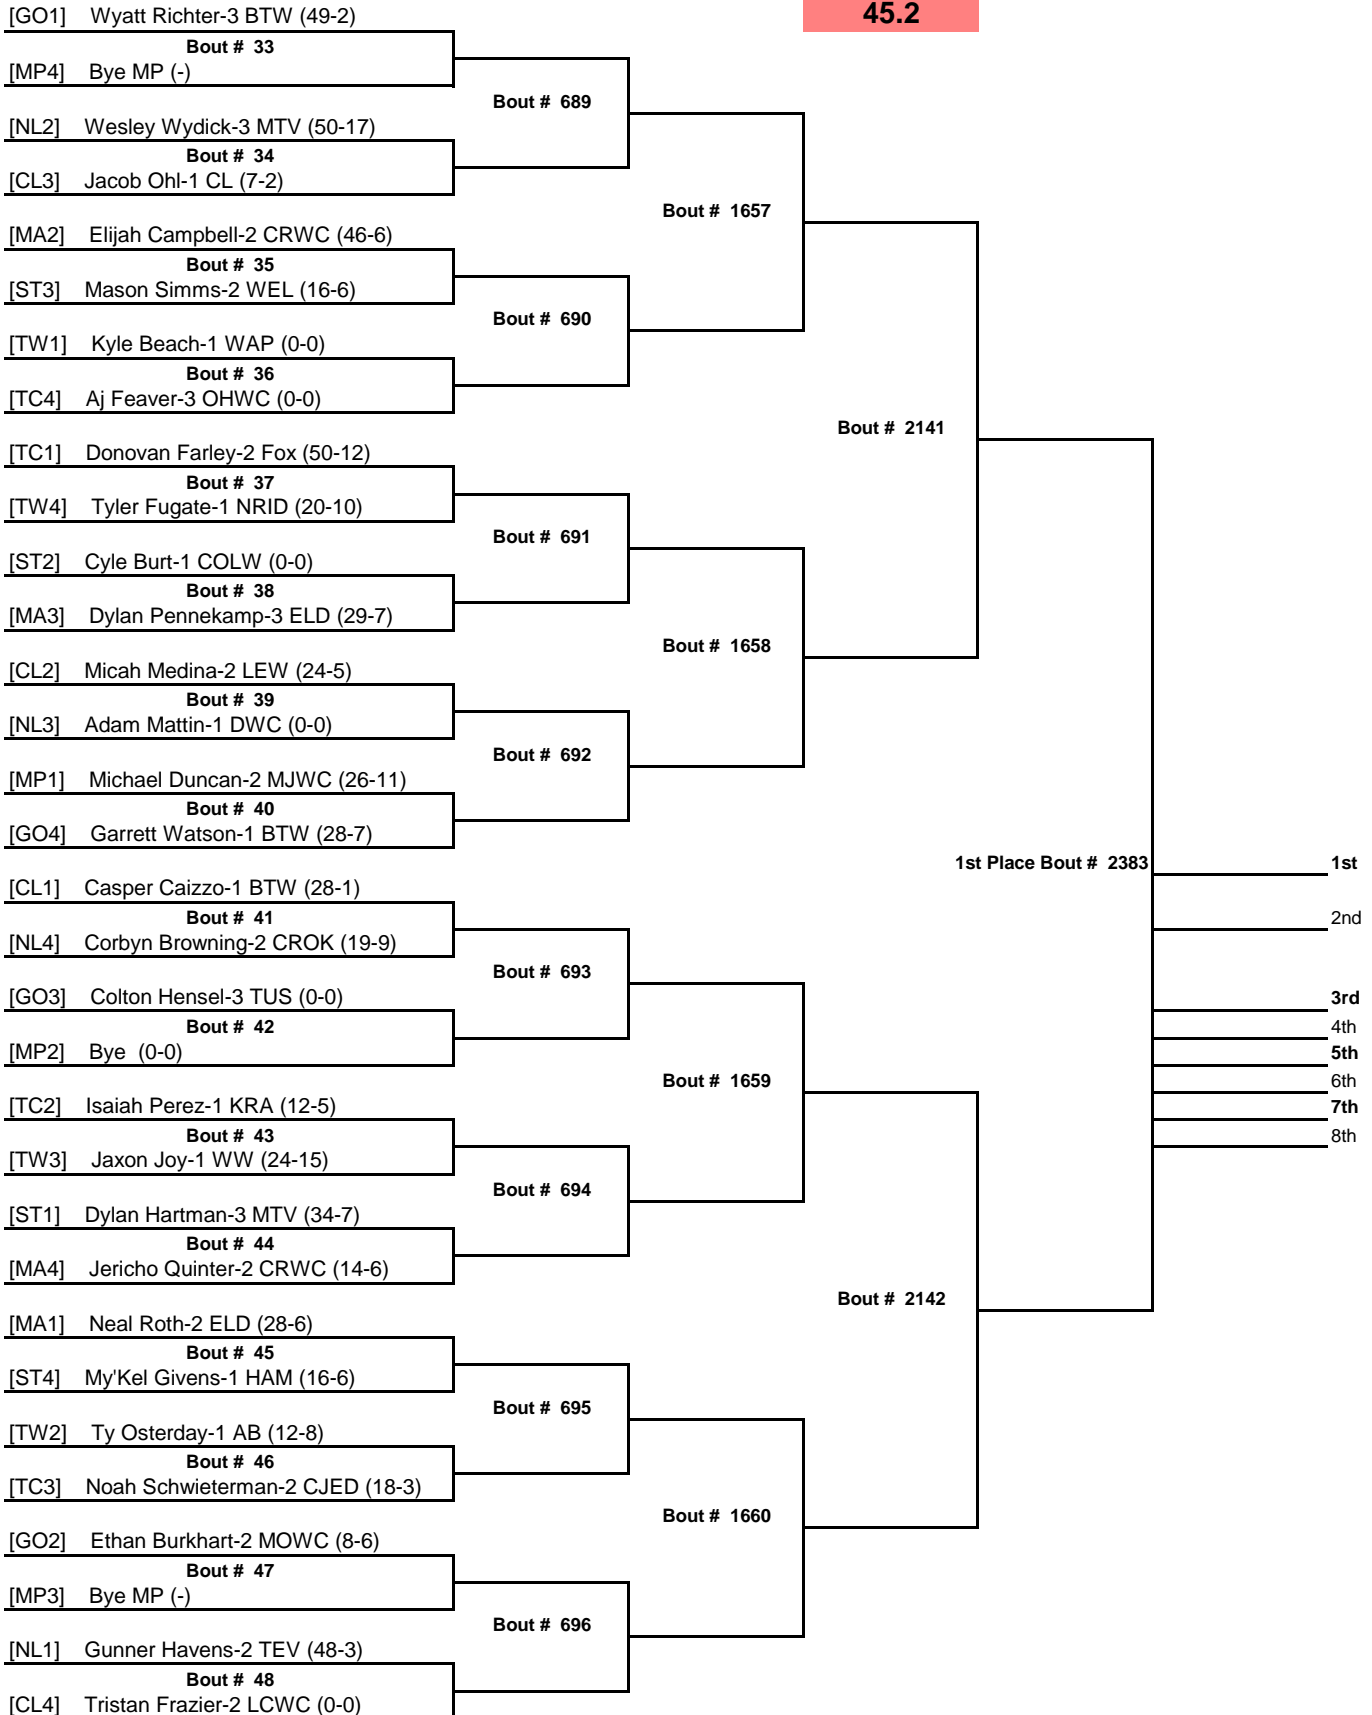 [GO1] Wyatt Richter-3 BTW (49-2)
45.2
Bout # 33
[MP4] Bye MP (-)
Bout # 689
[NL2] Wesley Wydick-3 MTV (50-17)
Bout # 34
[CL3] Jacob Ohl-1 CL (7-2)
Bout # 1657
[MA2] Elijah Campbell-2 CRWC (46-6)
Bout # 35
[ST3] Mason Simms-2 WEL (16-6)
Bout # 690
[TW1] Kyle Beach-1 WAP (0-0)
Bout # 36
[TC4] Aj Feaver-3 OHWC (0-0)
Bout # 2141
[TC1] Donovan Farley-2 Fox (50-12)
Bout # 37
[TW4] Tyler Fugate-1 NRID (20-10)
Bout # 691
[ST2] Cyle Burt-1 COLW (0-0)
Bout # 38
[MA3] Dylan Pennekamp-3 ELD (29-7)
Bout # 1658
[CL2] Micah Medina-2 LEW (24-5)
Bout # 39
[NL3] Adam Mattin-1 DWC (0-0)
Bout # 692
[MP1] Michael Duncan-2 MJWC (26-11)
Bout # 40
[GO4] Garrett Watson-1 BTW (28-7)
1st Place Bout # 2383
1st
[CL1] Casper Caizzo-1 BTW (28-1)
Bout # 41
2nd
[NL4] Corbyn Browning-2 CROK (19-9)
Bout # 693
[GO3] Colton Hensel-3 TUS (0-0)
3rd
Bout # 42
4th
[MP2] Bye (0-0)
5th
Bout # 1659
6th
[TC2] Isaiah Perez-1 KRA (12-5)
7th
Bout # 43
8th
[TW3] Jaxon Joy-1 WW (24-15)
Bout # 694
[ST1] Dylan Hartman-3 MTV (34-7)
Bout # 44
[MA4] Jericho Quinter-2 CRWC (14-6)
Bout # 2142
[MA1] Neal Roth-2 ELD (28-6)
Bout # 45
[ST4] My'Kel Givens-1 HAM (16-6)
Bout # 695
[TW2] Ty Osterday-1 AB (12-8)
Bout # 46
[TC3] Noah Schwieterman-2 CJED (18-3)
Bout # 1660
[GO2] Ethan Burkhart-2 MOWC (8-6)
Bout # 47
[MP3] Bye MP (-)
Bout # 696
[NL1] Gunner Havens-2 TEV (48-3)
Bout # 48
[CL4] Tristan Frazier-2 LCWC (0-0)